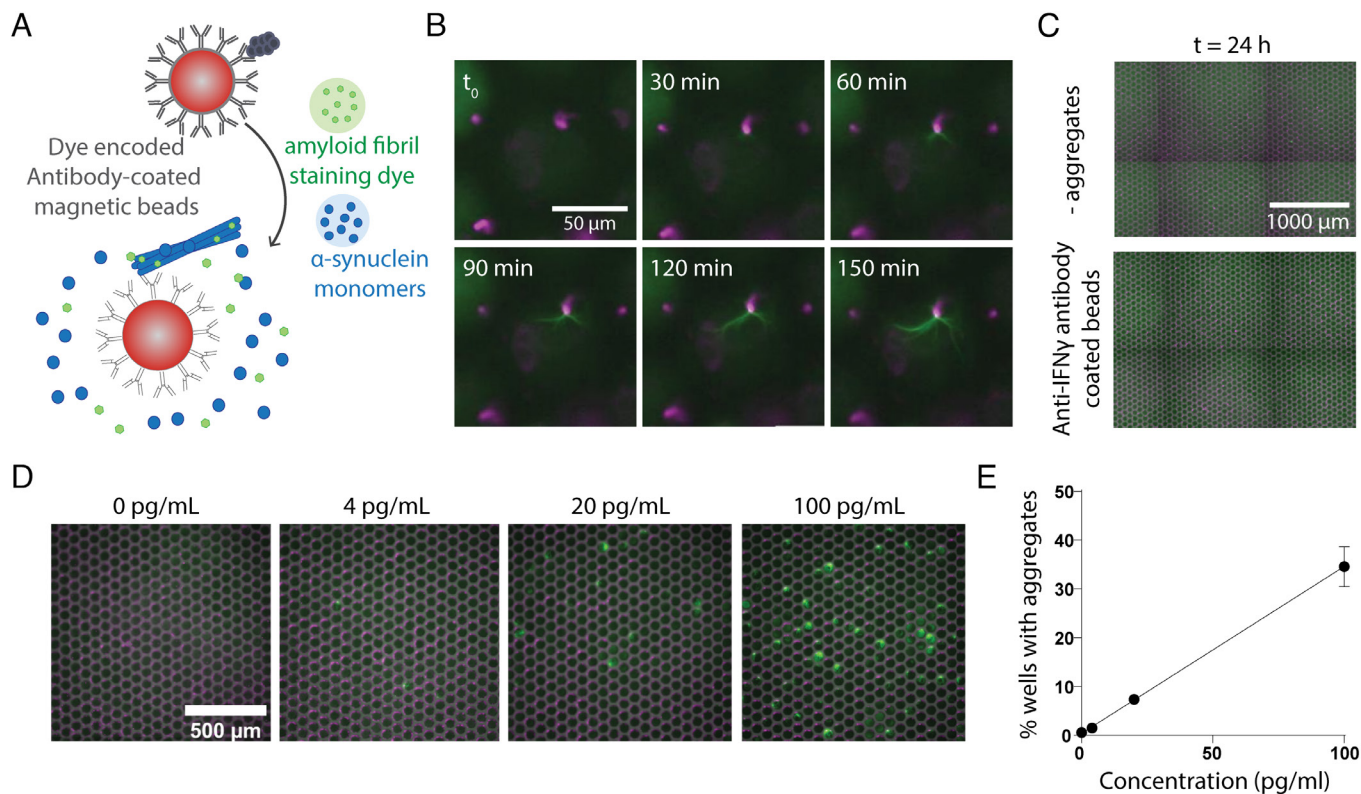 A
Dye encoded
Antibody-coated
magnetic beads
amyloid fibril
staining dye
α-synuclein
monomers
B
t0
30 min
60 min
50 µm
90 min
120 min
150 min
C
t = 24 h
- aggregates
1000 µm
Anti-IFNγ antibody
coated beads
D
0 pg/mL
4 pg/mL
20 pg/mL
100 pg/mL
500 µm
E
% wells with aggregates
50
40
30
20
10
0
0
50
100
Concentration (pg/ml)